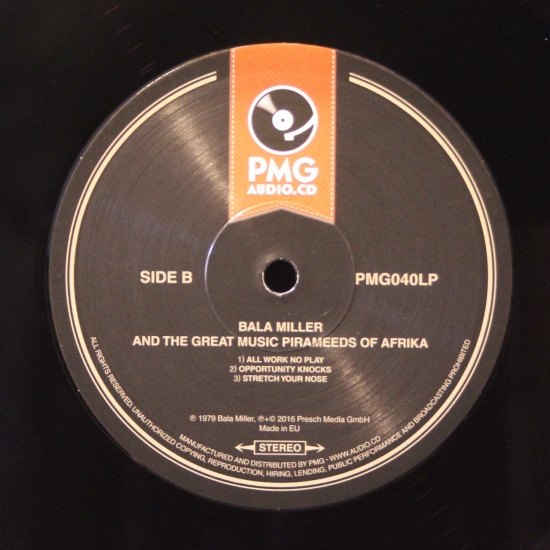 PMG
AUDIO.CD
SIDE B
PMG040LP
BALA MILLER
AND THE GREAT MUSIC PIRAMEEDS OF AFRIKA
1) ALL WORK NO PLAY
2) OPPORTUNITY KNOCKS
3) STRETCH YOUR NOSE
℗ 1979 Bala Miller, ℗+© 2016 Presch Media GmbH
Made in EU
STEREO
MANUFACTURED AND DISTRIBUTED BY PMG - WWW.AUDIO.CD
ALL RIGHTS RESERVED. UNAUTHORIZED COPYING, REPRODUCTION, HIRING, LENDING, PUBLIC PERFORMANCE AND BROADCASTING PROHIBITED